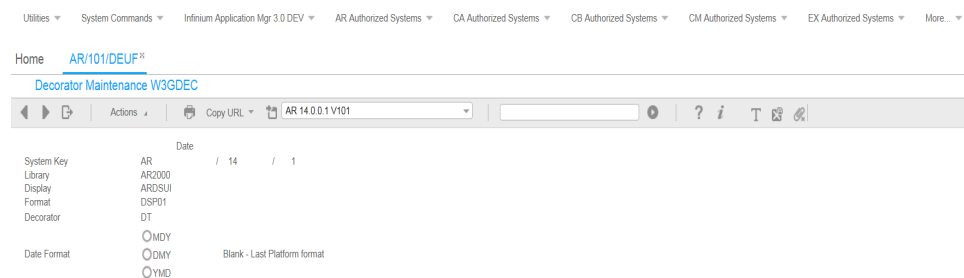 Utilities System Commands Infinium Application Mgr 3.0 DEV AR Authorized Systems CA Authorized Systems CB Authorized Systems CM Authorized Systems EX Authorized Systems More...
Home AR/101/DEUF
Decorator Maintenance W3GDEC
Actions Copy URL AR 14.0.0.1 V101 ? i T
Date
System Key AR / 14 / 1
Library AR2000
Display ARDSUI
Format DSP01
Decorator DT
MDY
Date Format DMY Blank - Last Platform format
YMD